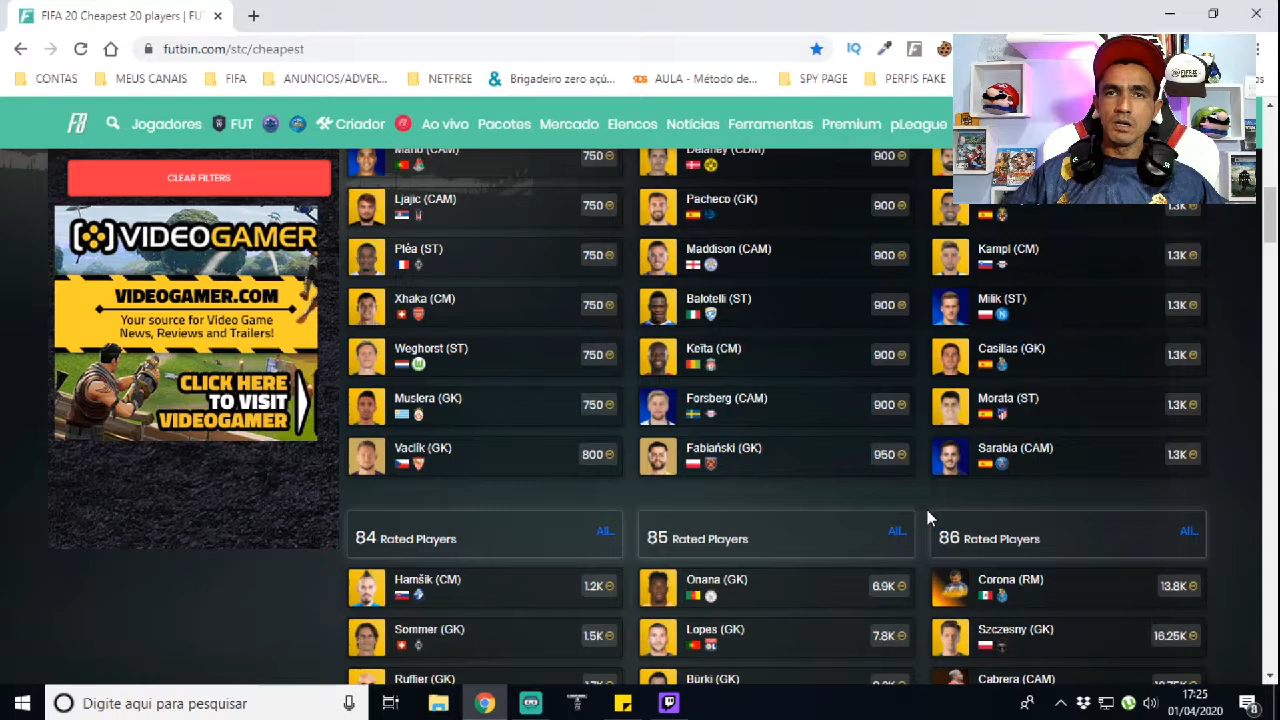 FIFA 20 Cheapest 20 players | FU
futbin.com/stc/cheapest
CONTAS MEUS CANAIS FIFA ANUNCIOS/ADVER... NETFREE Brigadeiro zero açú... AULA - Método de... SPY PAGE PERFIS FAKE
Jogadores FUT Criador ao vivo Pacotes Mercado Elencos Notícias Ferramentas Premium pLeague
CLEAR FILTERS
VIDEOGAMER
VIDEOGAMER.COM
Your source for Video Game
News, Reviews and Trailers!
CLICK HERE
TO VISIT
VIDEOGAMER
Mário (CAM) 750
Ljajic (CAM) 750
Pléa (ST) 750
Xhaka (CM) 750
Weghorst (ST) 750
Muslera (GK) 750
Vaclík (GK) 800
Delaney (CDM) 900
Pacheco (GK) 900
Maddison (CAM) 900
Balotelli (ST) 900
Keïta (CM) 900
Forsberg (CAM) 900
Fabiański (GK) 950
1.3K
Kampl (CM) 1.3K
Milik (ST) 1.3K
Casillas (GK) 1.3K
Morata (ST) 1.3K
Sarabia (CAM) 1.3K
84 Rated Players All..
Hamšik (CM) 1.2K
Sommer (GK) 1.5K
Ruffier (GK)
85 Rated Players All..
Onana (GK) 6.9K
Lopes (GK) 7.8K
Bürki (GK)
86 Rated Players All..
Corona (RM) 13.8K
Szczesny (GK) 16.25K
Cabrera (CAM)
Digite aqui para pesquisar
17:25
01/04/2020